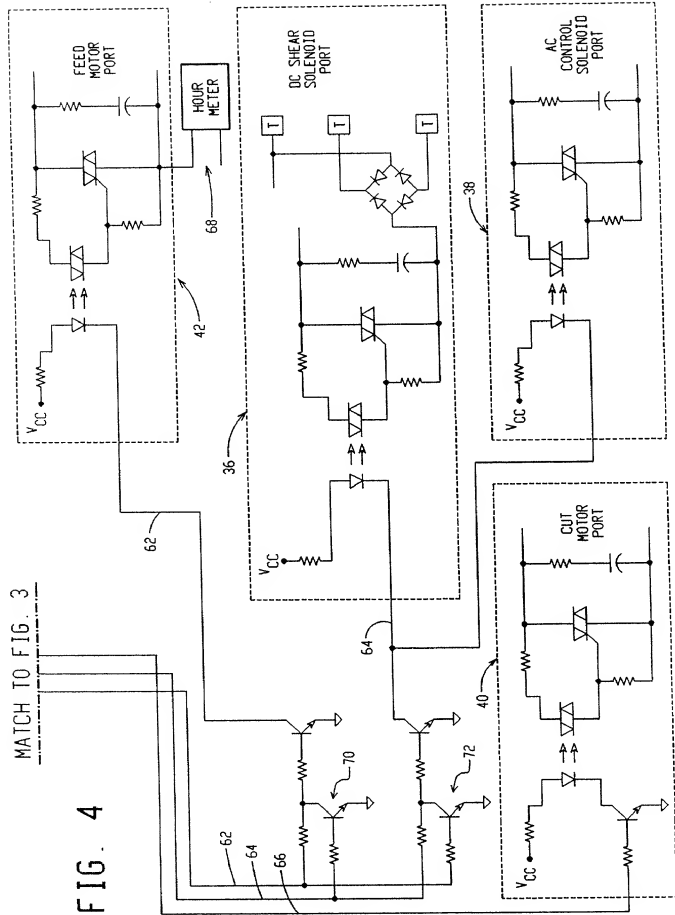 MATCH TO FIG. 3
FIG. 4
FEED
MOTOR
PORT
VCC
42
HOUR
METER
68
62
DC SHEAR
SOLENOID
PORT
36
VCC
T
T
T
64
AC
CONTROL
SOLENOID
PORT
38
VCC
CUT
MOTOR
PORT
40
VCC
70
72
62
64
66